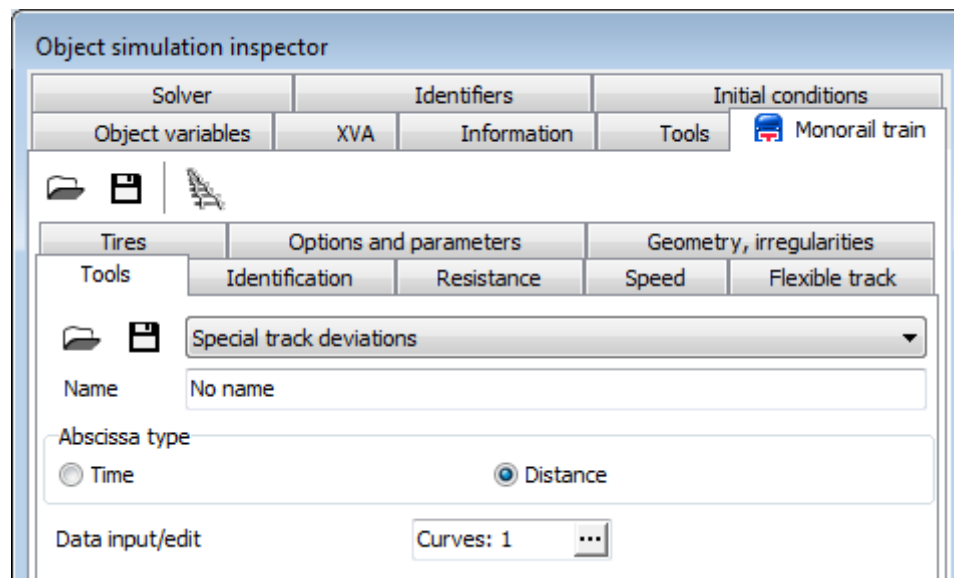 Object simulation inspector
Solver Identifiers Initial conditions
Object variables XVA Information Tools Monorail train
Tires Options and parameters Geometry, irregularities
Tools Identification Resistance Speed Flexible track
Special track deviations
Name No name
Abscissa type
Time Distance
Data input/edit Curves: 1 ...